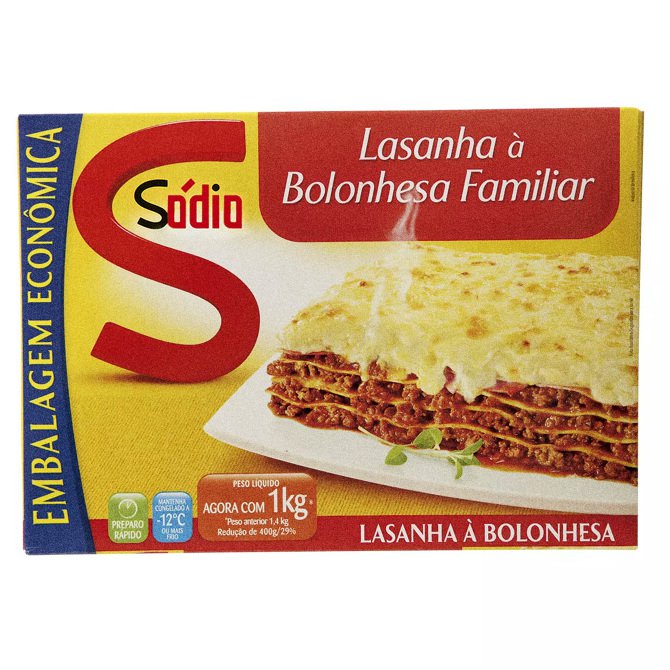 EMBALAGEM ECONÔMICA
S
Sódio
Lasanha à
Bolonhesa Familiar
PREPARO
RÁPIDO
MANTENHA
CONGELADO A
-12°C
OU MAIS
FRIO
PESO LÍQUIDO
AGORA COM 1kg*
*Peso anterior 1,4 kg
Redução de 400g/29%
LASANHA À BOLONHESA